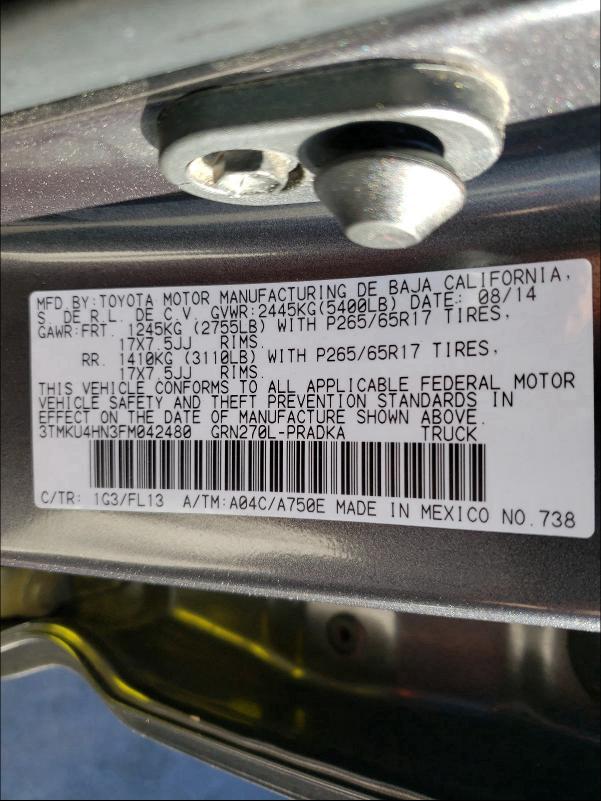 MFD.BY:TOYOTA MOTOR MANUFACTURING DE BAJA CALIFORNIA,
S. DE R.L. DE C.V. GVWR:2445KG(5400LB) DATE: 08/14
GAWR:FRT. 1245KG (2755LB) WITH P265/65R17 TIRES,
17X7.5JJ RIMS.
RR. 1410KG (3110LB) WITH P265/65R17 TIRES,
17X7.5JJ RIMS.
THIS VEHICLE CONFORMS TO ALL APPLICABLE FEDERAL MOTOR
VEHICLE SAFETY AND THEFT PREVENTION STANDARDS IN
EFFECT ON THE DATE OF MANUFACTURE SHOWN ABOVE.
3TMKU4HN3FM042480 GRN270L-PRADKA TRUCK
C/TR: 1G3/FL13 A/TM:A04C/A750E MADE IN MEXICO NO.738